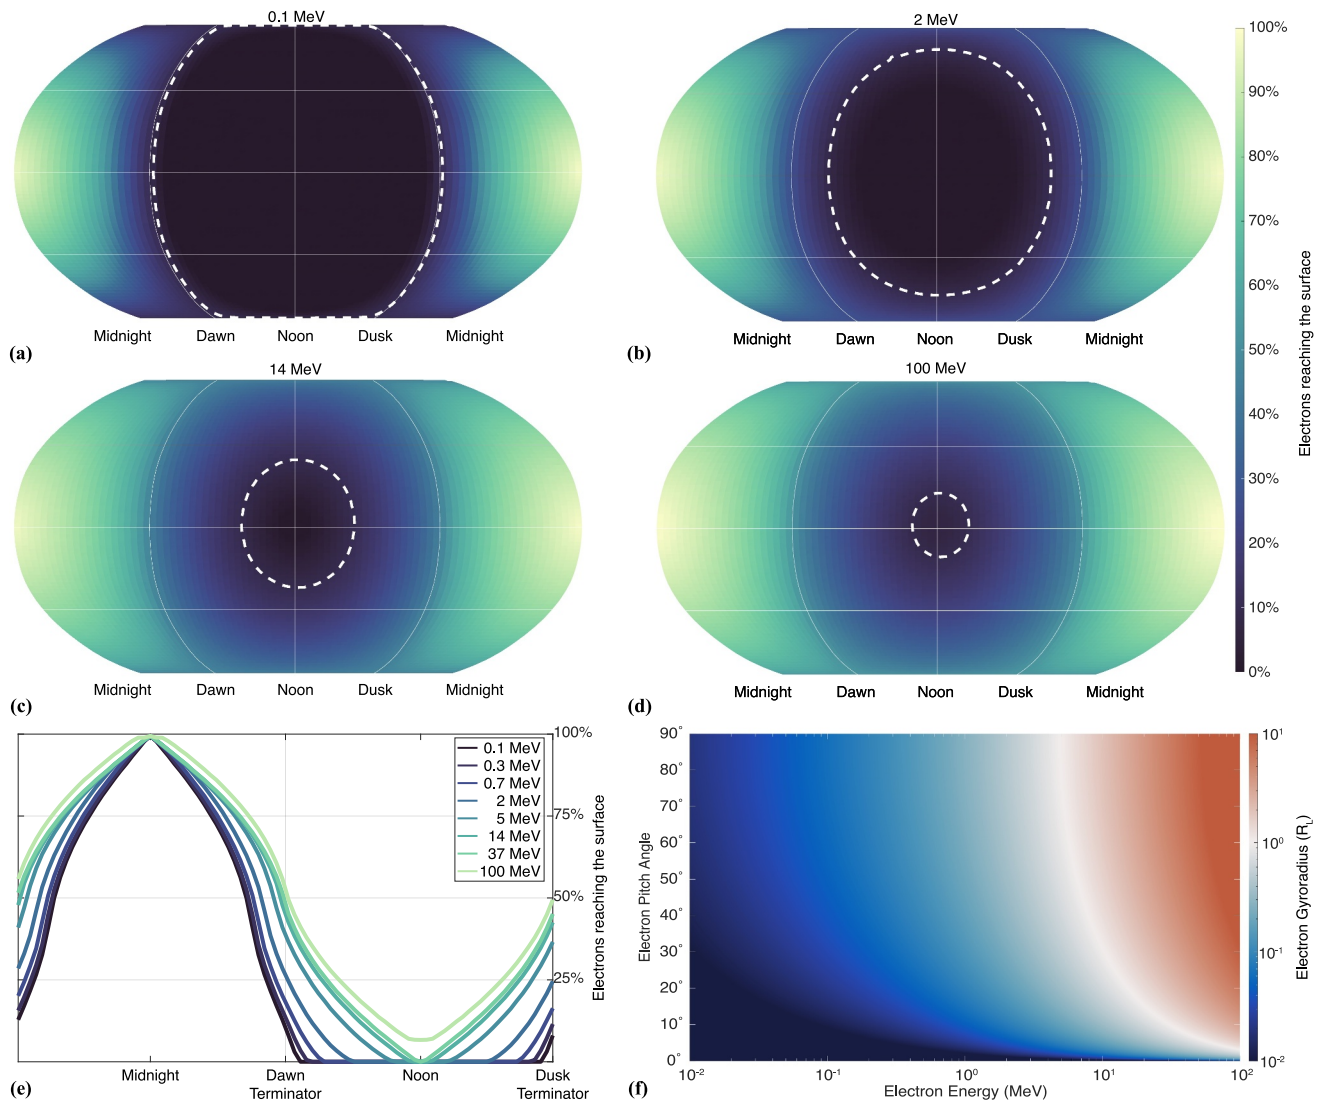 0.1 MeV
2 MeV
Midnight Dawn Noon Dusk Midnight
(a)
Midnight Dawn Noon Dusk Midnight
(b)
14 MeV
100 MeV
Midnight Dawn Noon Dusk Midnight
(c)
Midnight Dawn Noon Dusk Midnight
(d)
100%
90%
80%
70%
60%
50%
40%
30%
20%
10%
0%
Electrons reaching the surface
100%
75%
50%
25%
Electrons reaching the surface
0.1 MeV
0.3 MeV
0.7 MeV
2 MeV
5 MeV
14 MeV
37 MeV
100 MeV
Midnight Dawn Noon Dusk
Terminator Terminator
(e)
90°
80°
70°
60°
50°
40°
30°
20°
10°
0°
Electron Pitch Angle
10⁻² 10⁻¹ 10⁰ 10¹ 10²
Electron Energy (MeV)
(f)
10¹
10⁰
10⁻¹
10⁻²
Electron Gyroradius (R_L)